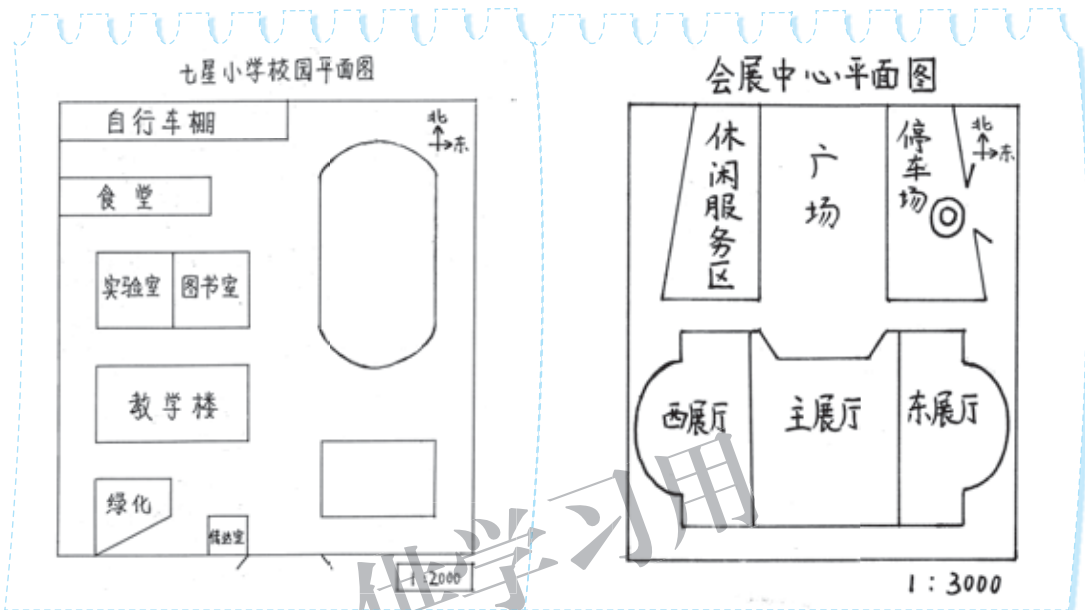 七星小学校园平面图
自行车棚
北
东
食堂
实验室
图书室
教学楼
绿化
传达室
1:2000
会展中心平面图
休闲服务区
广场
停车场
北
东
西展厅
主展厅
东展厅
1:3000
学习用